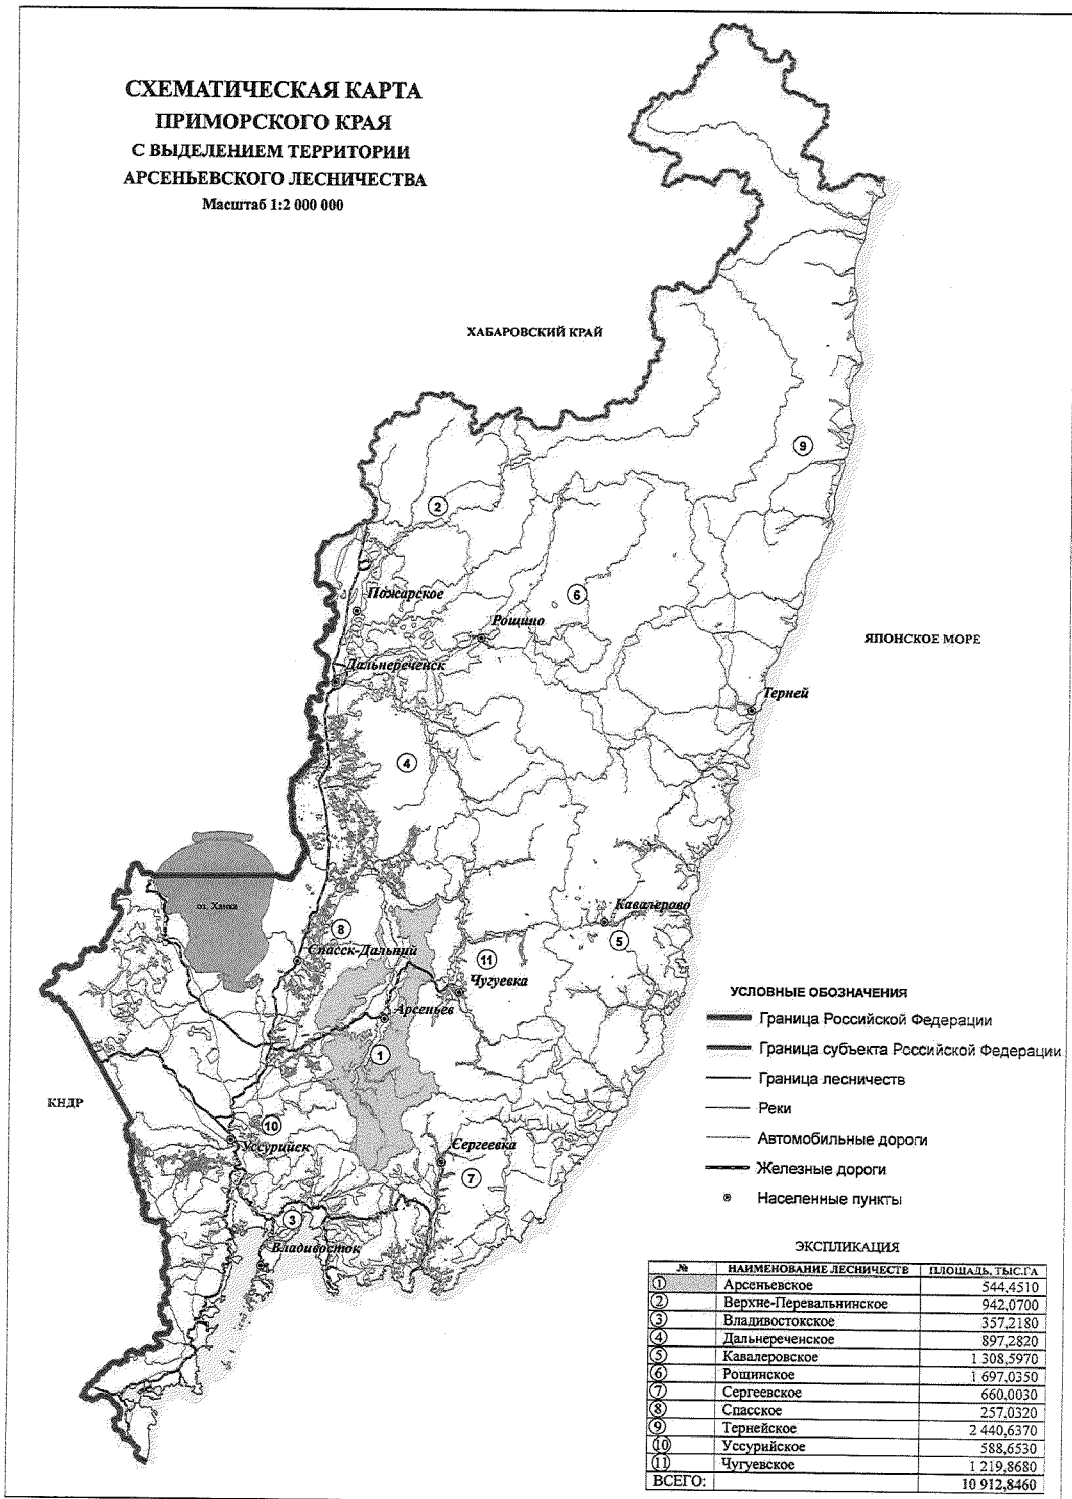 СХЕМАТИЧЕСКАЯ КАРТА
ПРИМОРСКОГО КРАЯ
С ВЫДЕЛЕНИЕМ ТЕРРИТОРИИ
АРСЕНЬЕВСКОГО ЛЕСНИЧЕСТВА
Масштаб 1:2 000 000
ХАБАРОВСКИЙ КРАЙ
9
2
6
Пожарское
Рощино
ЯПОНСКОЕ МОРЕ
Дальнереченск
Терней
4
оз. Ханка
Кавалерово
8
5
Спасск-Дальний
11
Чугуевка
Арсеньев
1
КНДР
10
Уссурийск
Сергеевка
7
3
Владивосток
УСЛОВНЫЕ ОБОЗНАЧЕНИЯ
Граница Российской Федерации
Граница субъекта Российской Федерации
Граница лесничеств
Реки
Автомобильные дороги
Железные дороги
Населенные пункты
ЭКСПЛИКАЦИЯ
№ НАИМЕНОВАНИЕ ЛЕСНИЧЕСТВ ПЛОЩАДЬ, ТЫС.ГА
1 Арсеньевское 544,4510
2 Верхне-Перевальнинское 942,0700
3 Владивостокское 357,2180
4 Дальнереченское 897,2820
5 Кавалеровское 1 308,5970
6 Рощинское 1 697,0350
7 Сергеевское 660,0030
8 Спасское 257,0320
9 Тернейское 2 440,6370
10 Уссурийское 588,6530
11 Чугуевское 1 219,8680
ВСЕГО: 10 912,8460